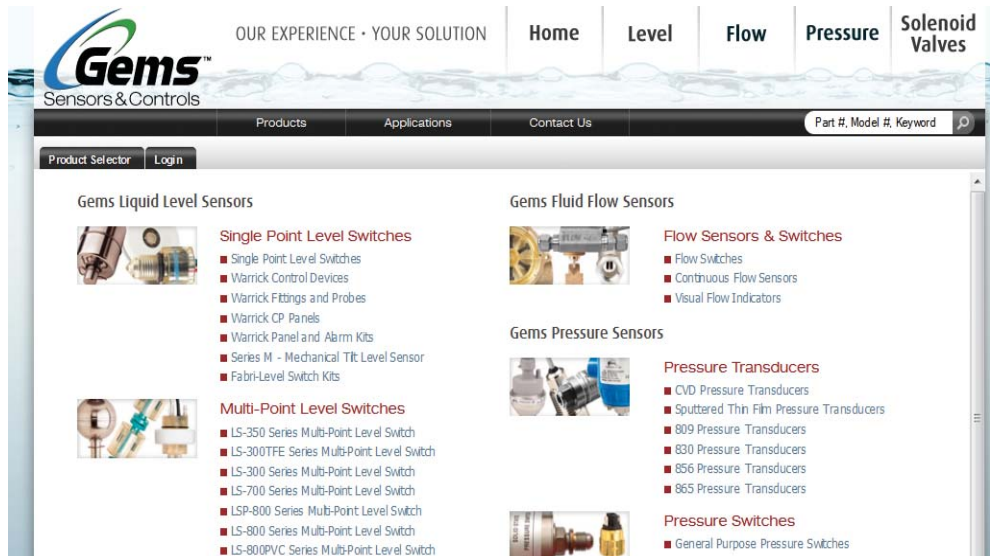 OUR EXPERIENCE · YOUR SOLUTION
Home
Level
Flow
Pressure
Solenoid
Valves
Gems™
Sensors & Controls
Products
Applications
Contact Us
Part #, Model #, Keyword
Product Selector
Login
Gems Liquid Level Sensors
Single Point Level Switches
Single Point Level Switches
Warrick Control Devices
Warrick Fittings and Probes
Warrick CP Panels
Warrick Panel and Alarm Kits
Series M - Mechanical Tilt Level Sensor
Fabri-Level Switch Kits
Multi-Point Level Switches
LS-350 Series Multi-Point Level Switch
LS-300TFE Series Multi-Point Level Switch
LS-300 Series Multi-Point Level Switch
LS-700 Series Multi-Point Level Switch
LSP-800 Series Multi-Point Level Switch
LS-800 Series Multi-Point Level Switch
LS-800PVC Series Multi-Point Level Switch
Gems Fluid Flow Sensors
FLOW
Flow Sensors & Switches
Flow Switches
Continuous Flow Sensors
Visual Flow Indicators
Gems Pressure Sensors
Pressure Transducers
CVD Pressure Transducers
Sputtered Thin Film Pressure Transducers
809 Pressure Transducers
830 Pressure Transducers
856 Pressure Transducers
865 Pressure Transducers
Pressure Switches
General Purpose Pressure Switches